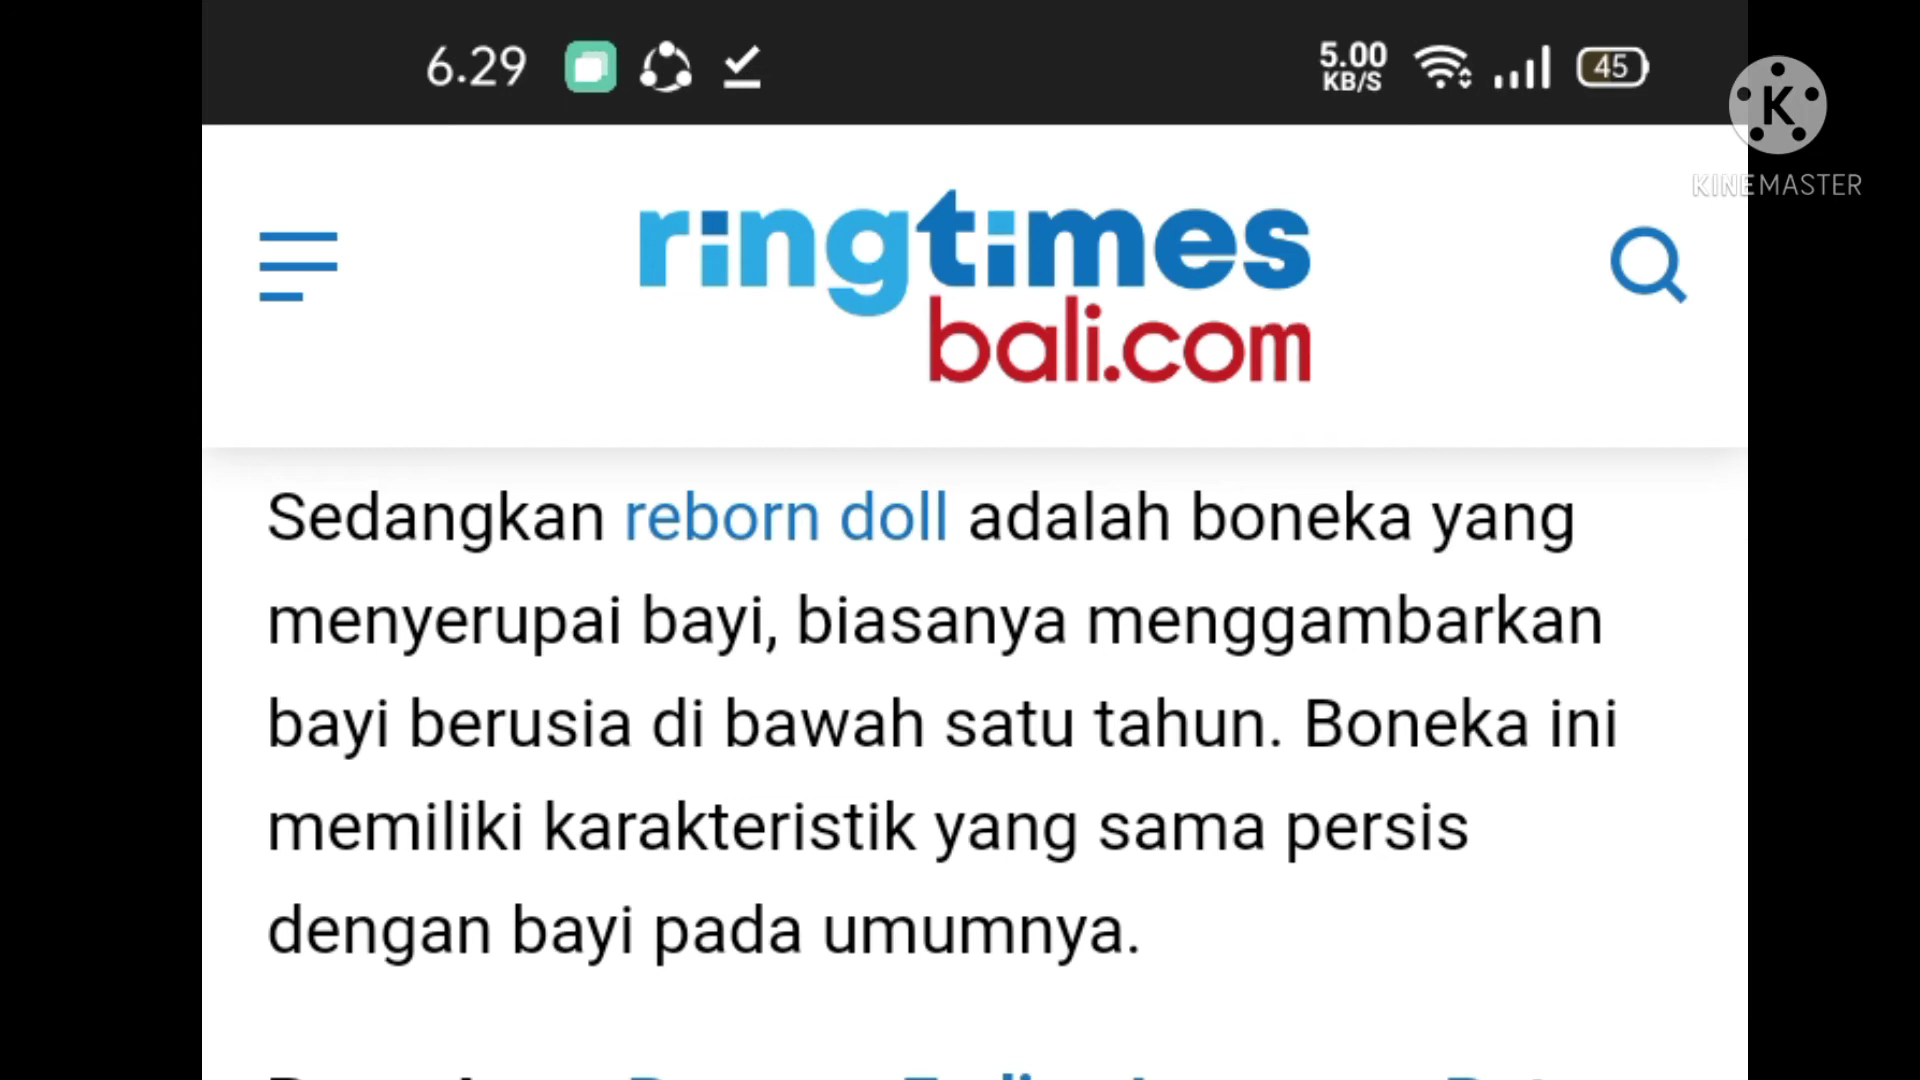 6.29
5.00
KB/S
45
K
KINEMASTER
ringtimes
bali.com
Sedangkan reborn doll adalah boneka yang
menyerupai bayi, biasanya menggambarkan
bayi berusia di bawah satu tahun. Boneka ini
memiliki karakteristik yang sama persis
dengan bayi pada umumnya.